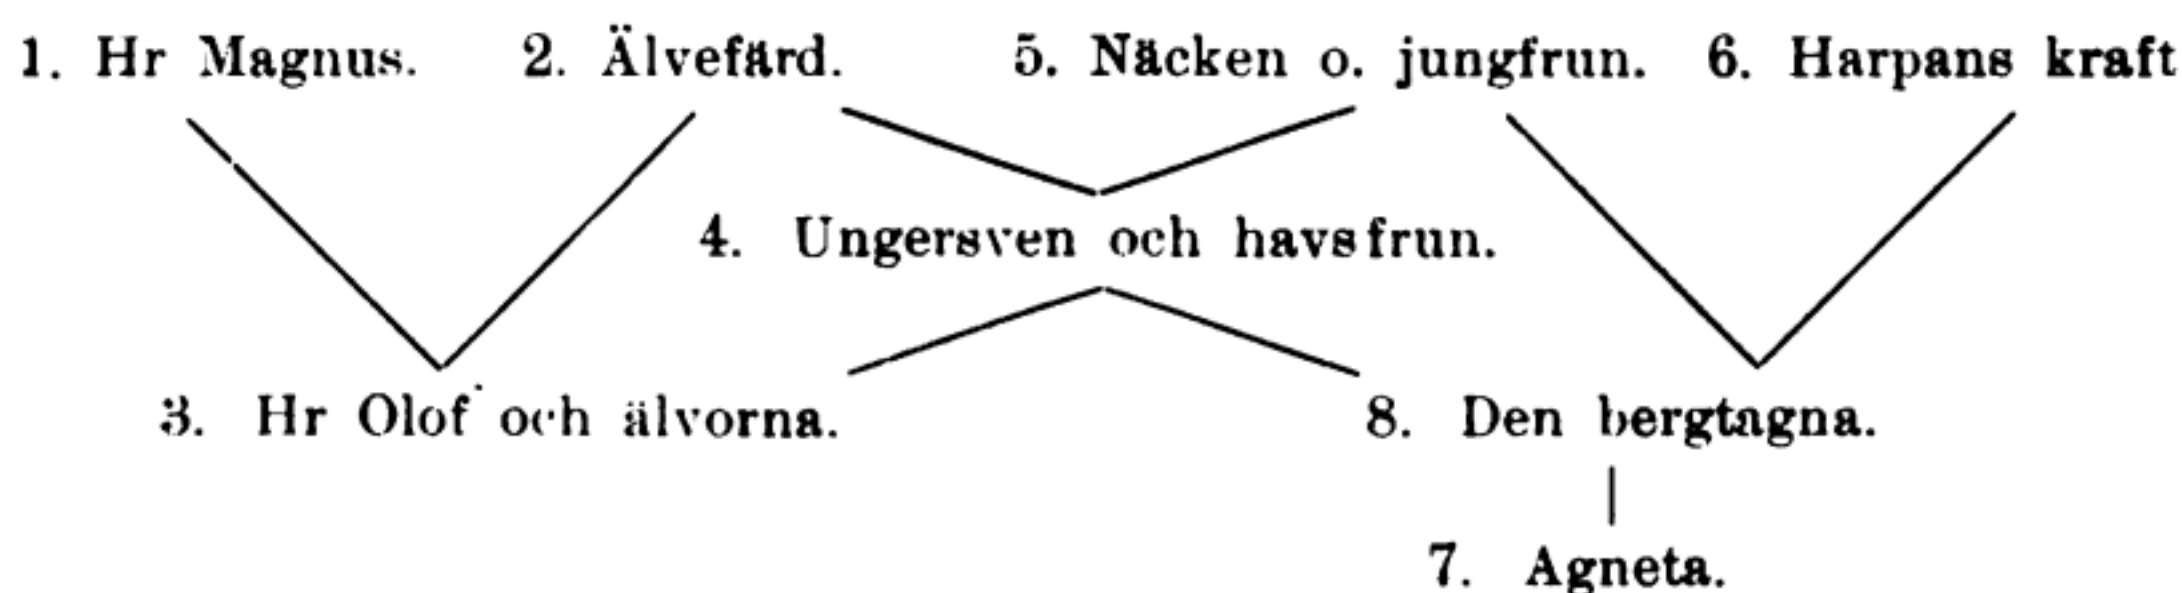 1. Hr Magnus. 2. Älvefärd. 5. Näcken o. jungfrun. 6. Harpans kraft
4. Ungersven och havsfrun.
3. Hr Olof och älvorna. 8. Den bergtagna.
7. Agneta.